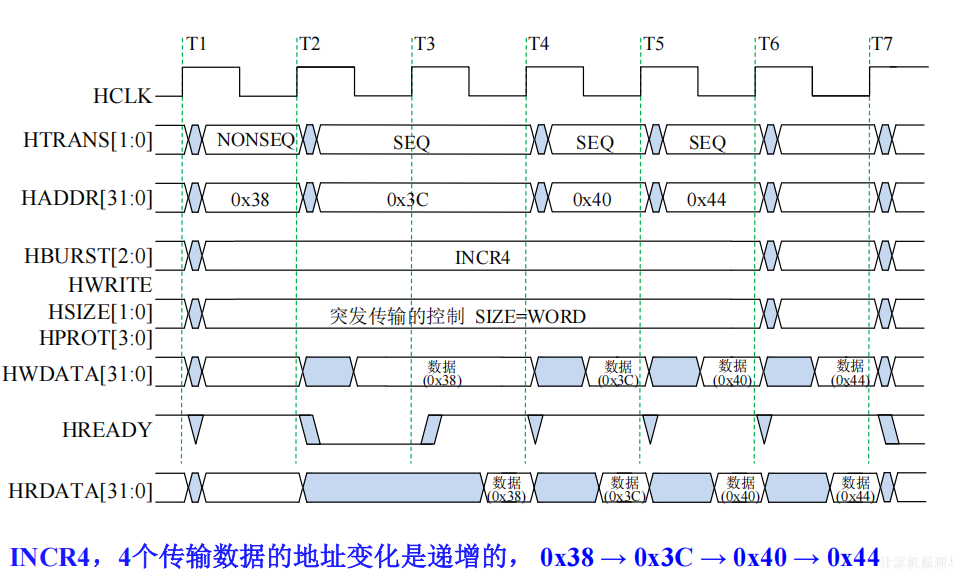 T1 T2 T3 T4 T5 T6 T7
HCLK
HTRANS[1:0] NONSEQ SEQ SEQ SEQ
HADDR[31:0] 0x38 0x3C 0x40 0x44
HBURST[2:0] INCR4
HWRITE
HSIZE[1:0] 突发传输的控制 SIZE=WORD
HPROT[3:0]
HWDATA[31:0] 数据 数据 数据 数据
(0x38) (0x3C) (0x40) (0x44)
HREADY
HRDATA[31:0] 数据 数据 数据 数据
(0x38) (0x3C) (0x40) (0x44)
INCR4，4个传输数据的地址变化是递增的， 0x38 → 0x3C → 0x40 → 0x44